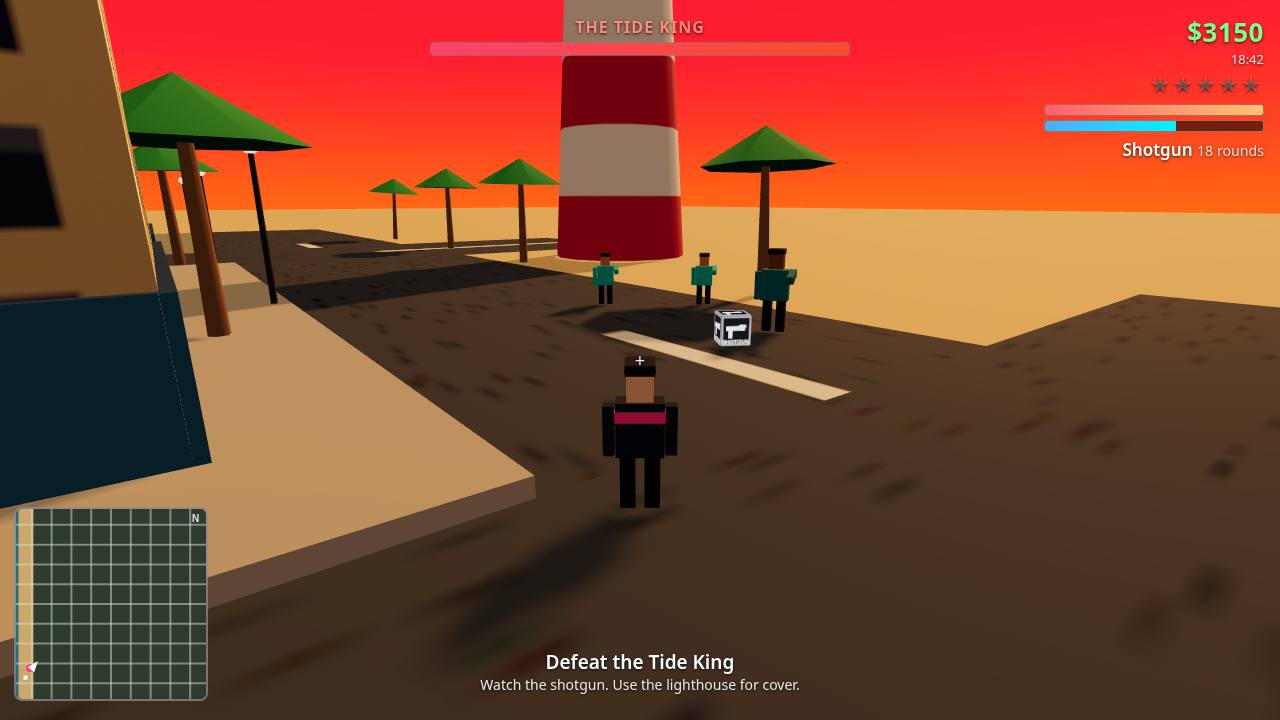 THE TIDE KING
$3150
18:42
Shotgun 18 rounds
SHOTGUN
N
Defeat the Tide King
Watch the shotgun. Use the lighthouse for cover.